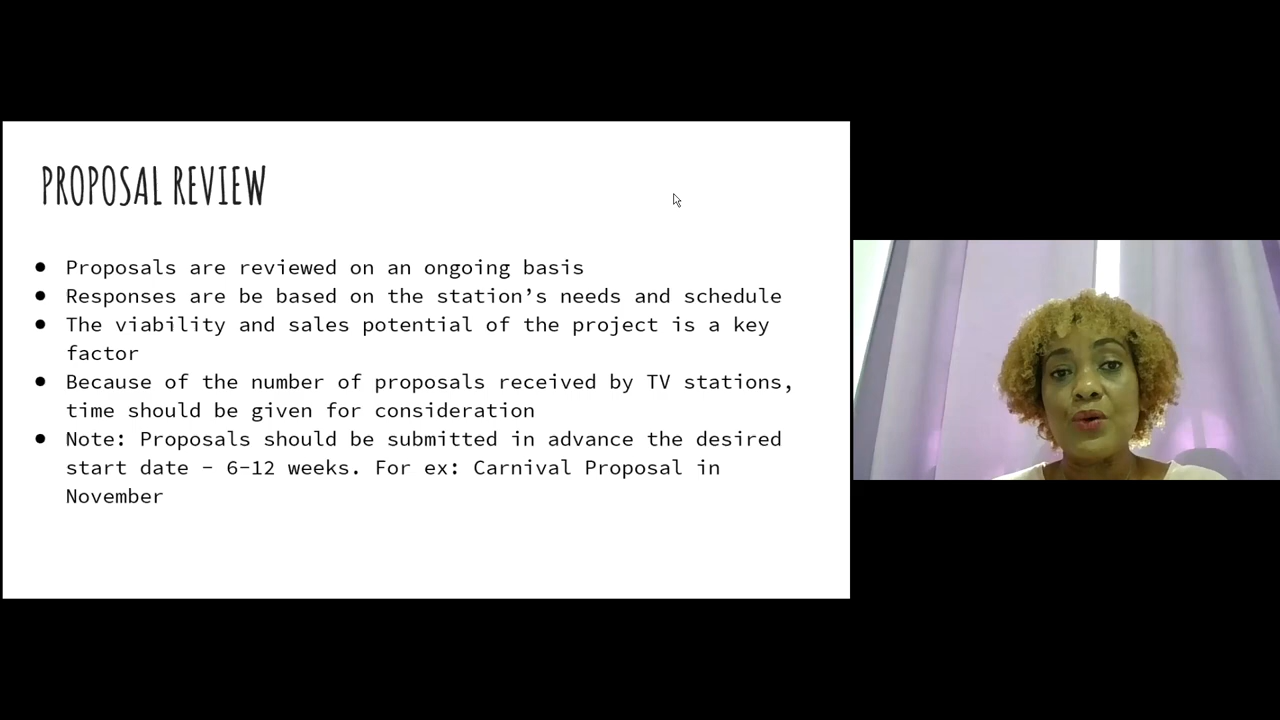 PROPOSAL REVIEW
● Proposals are reviewed on an ongoing basis
● Responses are be based on the station’s needs and schedule
● The viability and sales potential of the project is a key
factor
● Because of the number of proposals received by TV stations,
time should be given for consideration
● Note: Proposals should be submitted in advance the desired
start date - 6-12 weeks. For ex: Carnival Proposal in
November